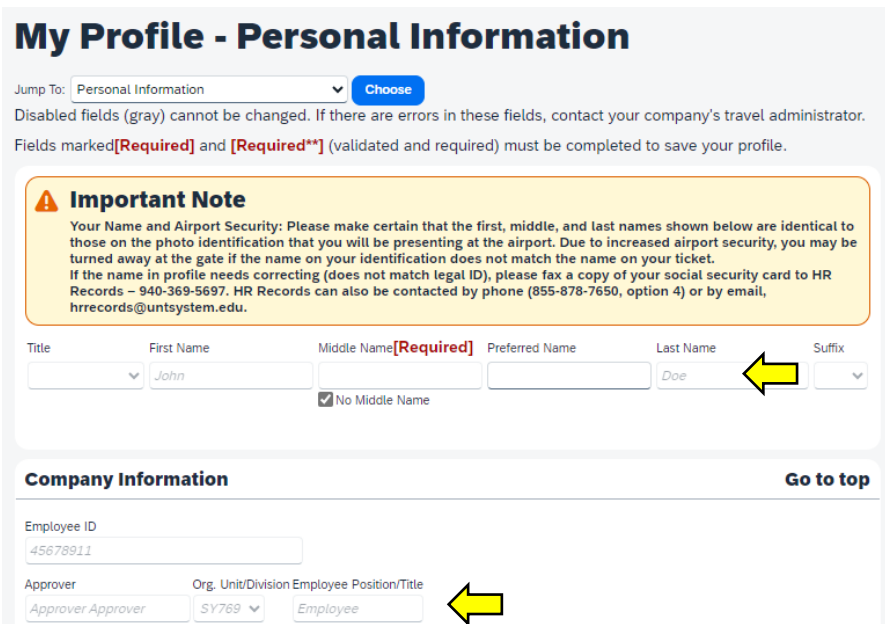 My Profile - Personal Information
Jump To: Personal Information Choose
Disabled fields (gray) cannot be changed. If there are errors in these fields, contact your company's travel administrator.
Fields marked[Required] and [Required**] (validated and required) must be completed to save your profile.
Important Note
Your Name and Airport Security: Please make certain that the first, middle, and last names shown below are identical to
those on the photo identification that you will be presenting at the airport. Due to increased airport security, you may be
turned away at the gate if the name on your identification does not match the name on your ticket.
If the name in profile needs correcting (does not match legal ID), please fax a copy of your social security card to HR
Records – 940-369-5697. HR Records can also be contacted by phone (855-878-7650, option 4) or by email,
hrrecords@untsystem.edu.
Title First Name Middle Name[Required] Preferred Name Last Name Suffix
John Doe
No Middle Name
Company Information Go to top
Employee ID
45678911
Approver Org. Unit/Division Employee Position/Title
Approver Approver SY769 Employee